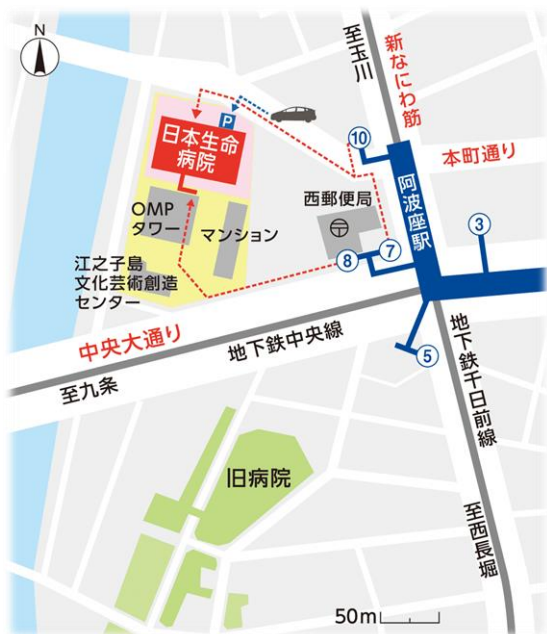 N
至玉川
新なにわ筋
P
日本生命
病院
10
本町通り
阿波座駅
西郵便局
〒
OMP
タワー
マンション
3
7
8
江之子島
文化芸術創造
センター
中央大通り
地下鉄中央線
至九条
5
地下鉄千日前線
旧病院
至西長堀
50m